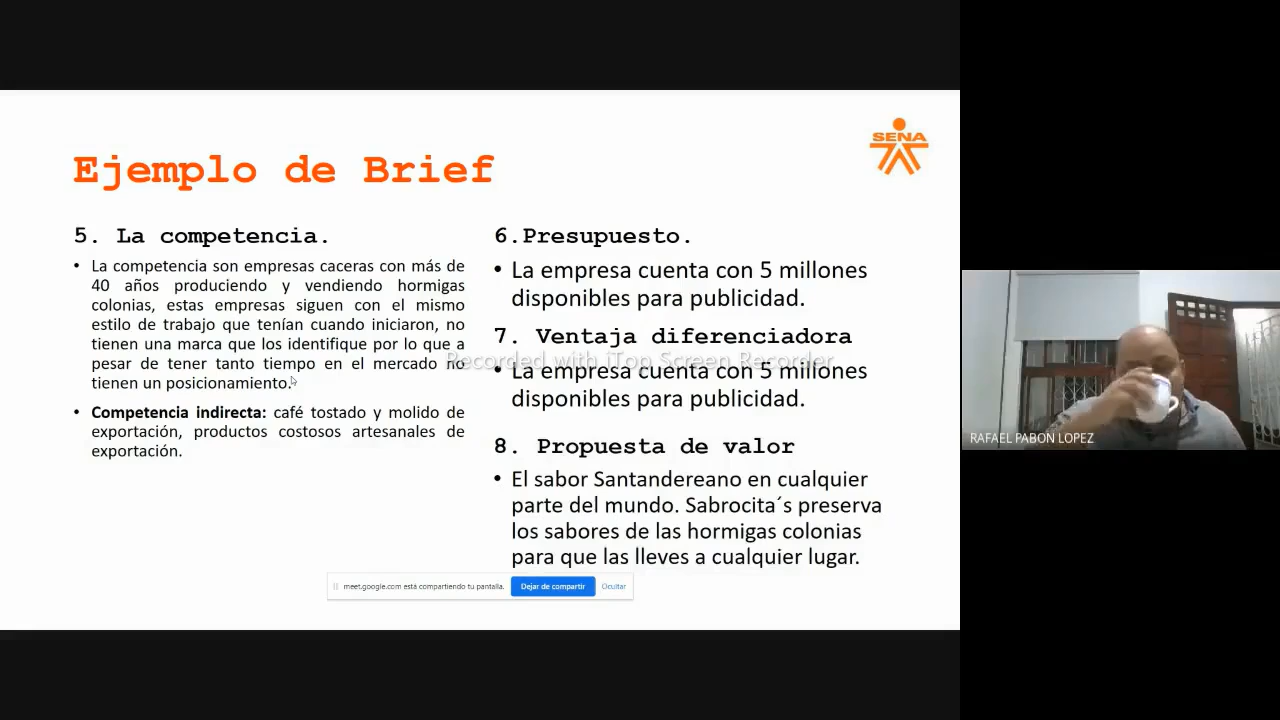 SENA
Ejemplo de Brief
5. La competencia.
• La competencia son empresas caceras con más de
40 años produciendo y vendiendo hormigas
colonias, estas empresas siguen con el mismo
estilo de trabajo que tenían cuando iniciaron, no
tienen una marca que los identifique por lo que a
pesar de tener tanto tiempo en el mercado no
tienen un posicionamiento.
• Competencia indirecta: café tostado y molido de
exportación, productos costosos artesanales de
exportación.
6.Presupuesto.
• La empresa cuenta con 5 millones
disponibles para publicidad.
7. Ventaja diferenciadora
Recorded with iTop Screen Recorder
• La empresa cuenta con 5 millones
disponibles para publicidad.
8. Propuesta de valor
• El sabor Santandereano en cualquier
parte del mundo. Sabrocita´s preserva
los sabores de las hormigas colonias
para que las lleves a cualquier lugar.
meet.google.com está compartiendo tu pantalla. Dejar de compartir Ocultar
RAFAEL PABON LOPEZ